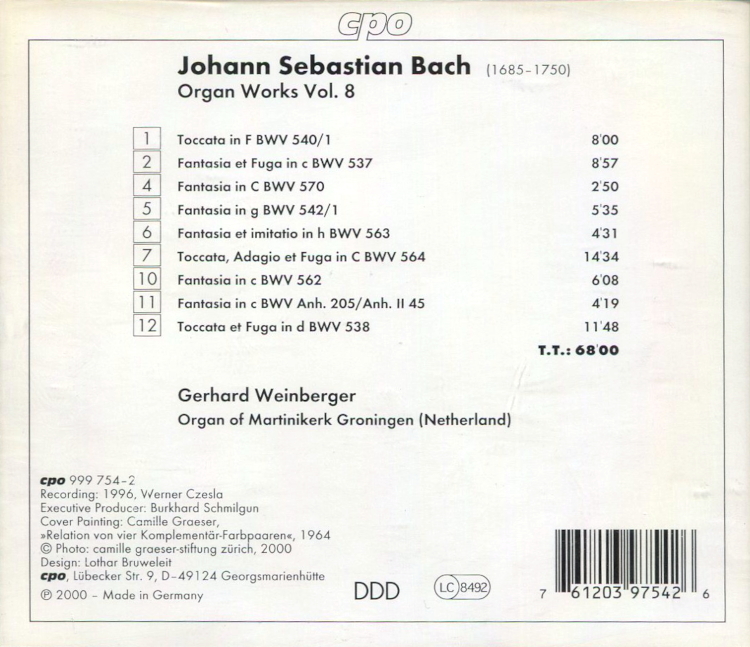 cpo
Johann Sebastian Bach (1685–1750)
Organ Works Vol. 8
1 Toccata in F BWV 540/1 8'00
2 Fantasia et Fuga in c BWV 537 8'57
4 Fantasia in C BWV 570 2'50
5 Fantasia in g BWV 542/1 5'35
6 Fantasia et imitatio in h BWV 563 4'31
7 Toccata, Adagio et Fuga in C BWV 564 14'34
10 Fantasia in c BWV 562 6'08
11 Fantasia in c BWV Anh. 205/Anh. II 45 4'19
12 Toccata et Fuga in d BWV 538 11'48
T.T.: 68'00
Gerhard Weinberger
Organ of Martinikerk Groningen (Netherland)
cpo 999 754–2
Recording: 1996, Werner Czesla
Executive Producer: Burkhard Schmilgun
Cover Painting: Camille Graeser,
»Relation von vier Komplementär-Farbpaaren«, 1964
© Photo: camille graeser-stiftung zürich, 2000
Design: Lothar Bruweleit
cpo, Lübecker Str. 9, D–49124 Georgsmarienhütte
℗ 2000 – Made in Germany
DDD
LC 8492
7 61203 97542 6